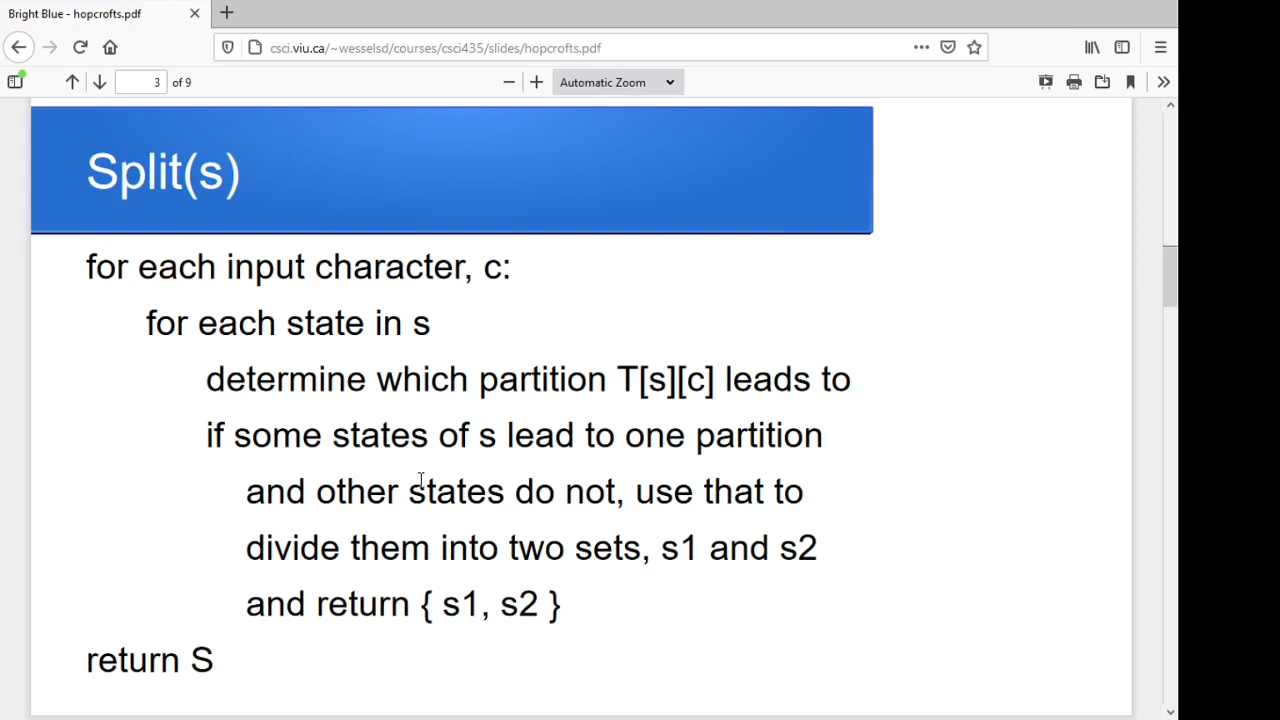 Bright Blue - hopcrofts.pdf
csci.viu.ca/~wesselsd/courses/csci435/slides/hopcrofts.pdf
3 of 9
Automatic Zoom
Split(s)
for each input character, c:
for each state in s
determine which partition T[s][c] leads to
if some states of s lead to one partition
and other states do not, use that to
divide them into two sets, s1 and s2
and return { s1, s2 }
return S